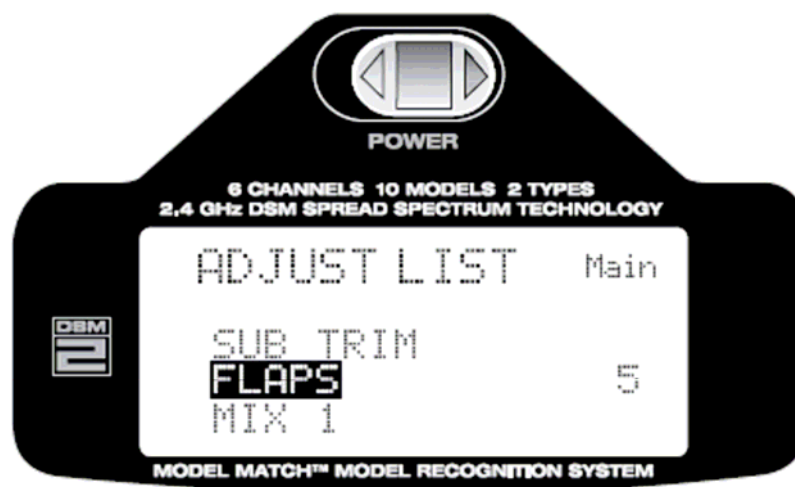 POWER
6 CHANNELS 10 MODELS 2 TYPES
2,4 GHz DSM SPREAD SPECTRUM TECHNOLOGY
ADJUST LIST Main
DSM
2
SUB TRIM
FLAPS 5
MIX 1
MODEL MATCH™ MODEL RECOGNITION SYSTEM